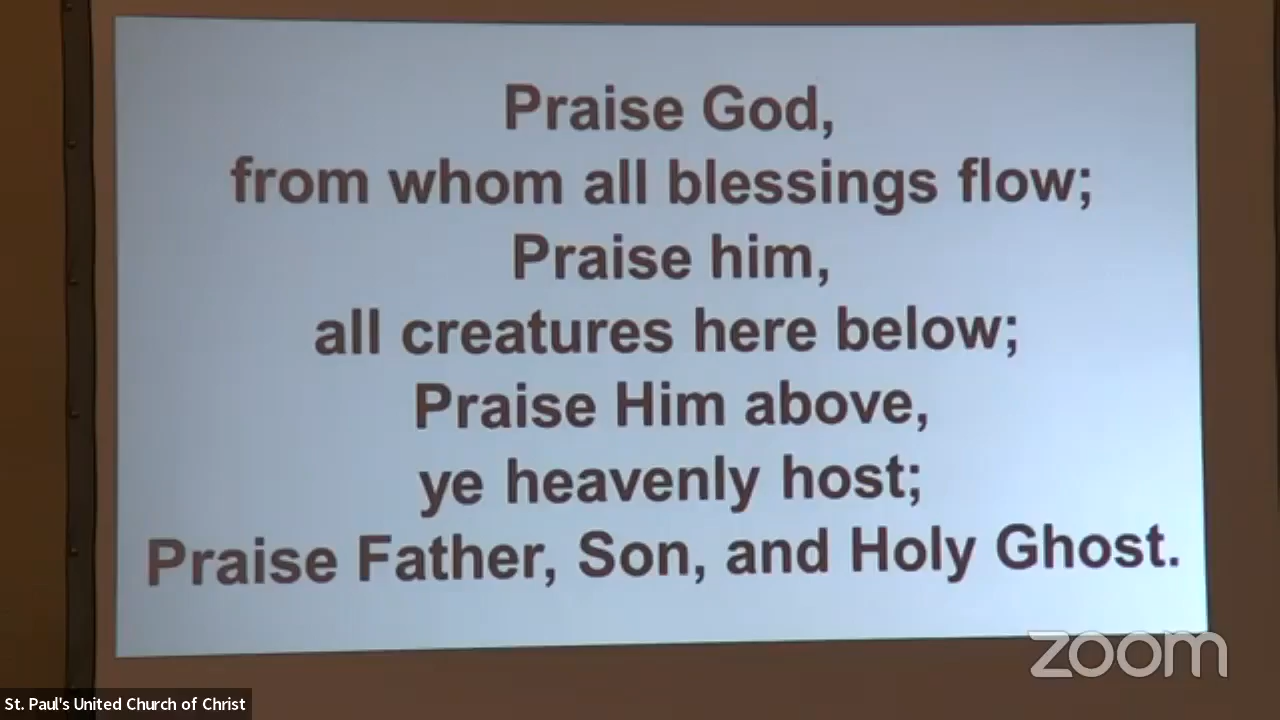 Praise God,
from whom all blessings flow;
Praise him,
all creatures here below;
Praise Him above,
ye heavenly host;
Praise Father, Son, and Holy Ghost.
zoom
St. Paul's United Church of Christ